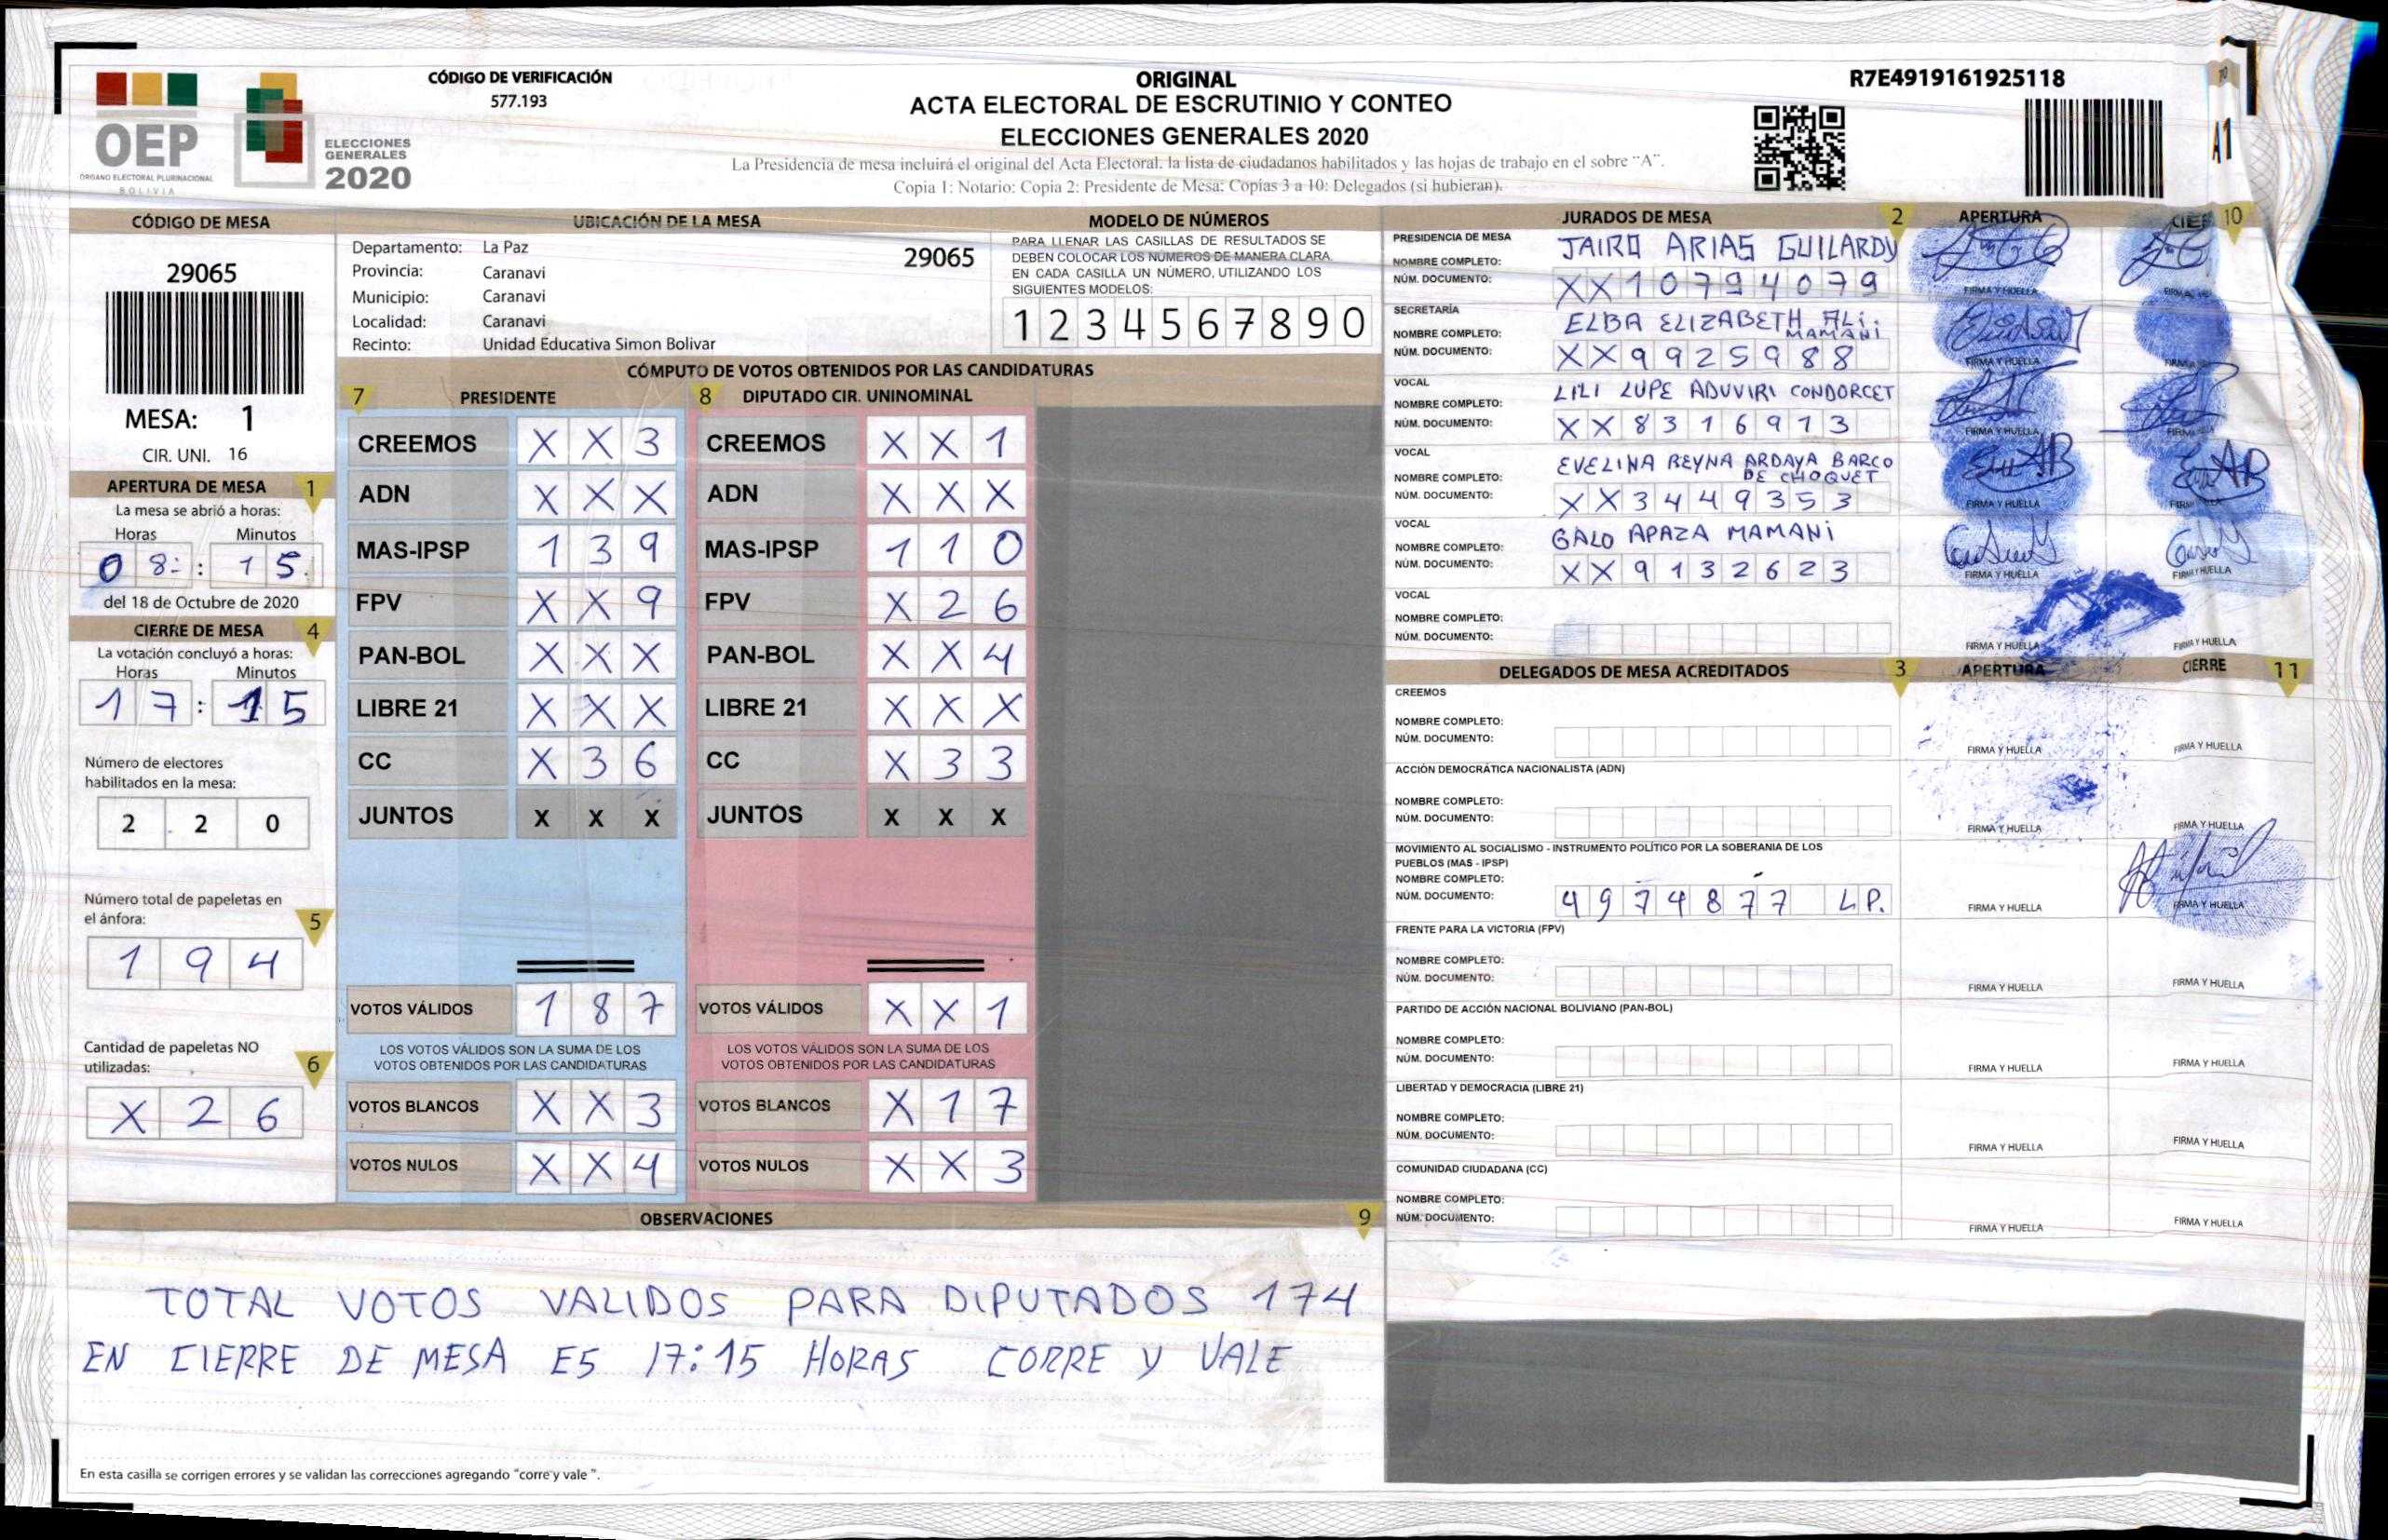 CÓDIGO DE VERIFICACIÓN
577.193
ORIGINAL
ACTA ELECTORAL DE ESCRUTINIO Y CONTEO
ELECCIONES GENERALES 2020
La Presidencia de mesa incluirá el original del Acta Electoral, la lista de ciudadanos habilitados y las hojas de trabajo en el sobre "A".
Copia 1: Notario: Copia 2: Presidente de Mesa: Copías 3 a 10: Delegados (si hubieran).
R7E4919161925118
A1
OEP
ÓRGANO ELECTORAL PLURINACIONAL
BOLIVIA
ELECCIONES
GENERALES
2020
CÓDIGO DE MESA
29065
MESA: 1
CIR. UNI. 16
APERTURA DE MESA 1
La mesa se abrió a horas:
Horas Minutos
08 : 15
del 18 de Octubre de 2020
CIERRE DE MESA 4
La votación concluyó a horas:
Horas Minutos
17 : 15
Número de electores
habilitados en la mesa:
2 2 0
Número total de papeletas en
el ánfora: 5
1 9 4
Cantidad de papeletas NO
utilizadas: 6
X 2 6
UBICACIÓN DE LA MESA
Departamento: La Paz
29065
Provincia: Caranavi
Municipio: Caranavi
Localidad: Caranavi
Recinto: Unidad Educativa Simon Bolivar
MODELO DE NÚMEROS
PARA LLENAR LAS CASILLAS DE RESULTADOS SE
DEBEN COLOCAR LOS NÚMEROS DE MANERA CLARA,
EN CADA CASILLA UN NÚMERO, UTILIZANDO LOS
SIGUIENTES MODELOS:
1 2 3 4 5 6 7 8 9 0
CÓMPUTO DE VOTOS OBTENIDOS POR LAS CANDIDATURAS
7 PRESIDENTE
CREEMOS X X 3
ADN X X X
MAS-IPSP 1 3 9
FPV X X 9
PAN-BOL X X X
LIBRE 21 X X X
CC X 3 6
JUNTOS X X X
VOTOS VÁLIDOS 1 8 7
LOS VOTOS VÁLIDOS SON LA SUMA DE LOS
VOTOS OBTENIDOS POR LAS CANDIDATURAS
VOTOS BLANCOS X X 3
VOTOS NULOS X X 4
8 DIPUTADO CIR. UNINOMINAL
CREEMOS X X 1
ADN X X X
MAS-IPSP 1 1 0
FPV X 2 6
PAN-BOL X X 4
LIBRE 21 X X X
CC X 3 3
JUNTOS X X X
VOTOS VÁLIDOS X X 1
LOS VOTOS VÁLIDOS SON LA SUMA DE LOS
VOTOS OBTENIDOS POR LAS CANDIDATURAS
VOTOS BLANCOS X 1 7
VOTOS NULOS X X 3
OBSERVACIONES 9
TOTAL VOTOS VALIDOS PARA DIPUTADOS 174
EN CIERRE DE MESA ES 17:15 HORAS CORRE Y VALE
En esta casilla se corrigen errores y se validan las correcciones agregando "corre y vale ".
JURADOS DE MESA 2 APERTURA CIERRE 10
PRESIDENCIA DE MESA
NOMBRE COMPLETO: JAIRO ARIAS GUILARDY
NÚM. DOCUMENTO: XX10794079
FIRMA Y HUELLA
SECRETARÍA
NOMBRE COMPLETO: ELBA ELIZABETH ALI.
MAMANI
NÚM. DOCUMENTO: XX9925988
FIRMA Y HUELLA
VOCAL
NOMBRE COMPLETO: LILI LUPE ADUVIRI CONDORCET
NÚM. DOCUMENTO: XX8316913
FIRMA Y HUELLA
VOCAL
NOMBRE COMPLETO: EVELINA REYNA ARDAYA BARCO
DE CHOQUET
NÚM. DOCUMENTO: XX3449353
FIRMA Y HUELLA
VOCAL
NOMBRE COMPLETO: GALO APAZA MAMANI
NÚM. DOCUMENTO: XX9132623
FIRMA Y HUELLA FIRMA Y HUELLA
VOCAL
NOMBRE COMPLETO:
NÚM. DOCUMENTO:
FIRMA Y HUELLA FIRMA Y HUELLA
DELEGADOS DE MESA ACREDITADOS 3 APERTURA CIERRE 11
CREEMOS
NOMBRE COMPLETO:
NÚM. DOCUMENTO:
FIRMA Y HUELLA FIRMA Y HUELLA
ACCIÓN DEMOCRÁTICA NACIONALISTA (ADN)
NOMBRE COMPLETO:
NÚM. DOCUMENTO:
FIRMA Y HUELLA FIRMA Y HUELLA
MOVIMIENTO AL SOCIALISMO - INSTRUMENTO POLÍTICO POR LA SOBERANIA DE LOS
PUEBLOS (MAS - IPSP)
NOMBRE COMPLETO:
NÚM. DOCUMENTO: 4974877 LP.
FIRMA Y HUELLA FIRMA Y HUELLA
FRENTE PARA LA VICTORIA (FPV)
NOMBRE COMPLETO:
NÚM. DOCUMENTO:
FIRMA Y HUELLA FIRMA Y HUELLA
PARTIDO DE ACCIÓN NACIONAL BOLIVIANO (PAN-BOL)
NOMBRE COMPLETO:
NÚM. DOCUMENTO:
FIRMA Y HUELLA FIRMA Y HUELLA
LIBERTAD Y DEMOCRACIA (LIBRE 21)
NOMBRE COMPLETO:
NÚM. DOCUMENTO:
FIRMA Y HUELLA FIRMA Y HUELLA
COMUNIDAD CIUDADANA (CC)
NOMBRE COMPLETO:
NÚM. DOCUMENTO:
FIRMA Y HUELLA FIRMA Y HUELLA